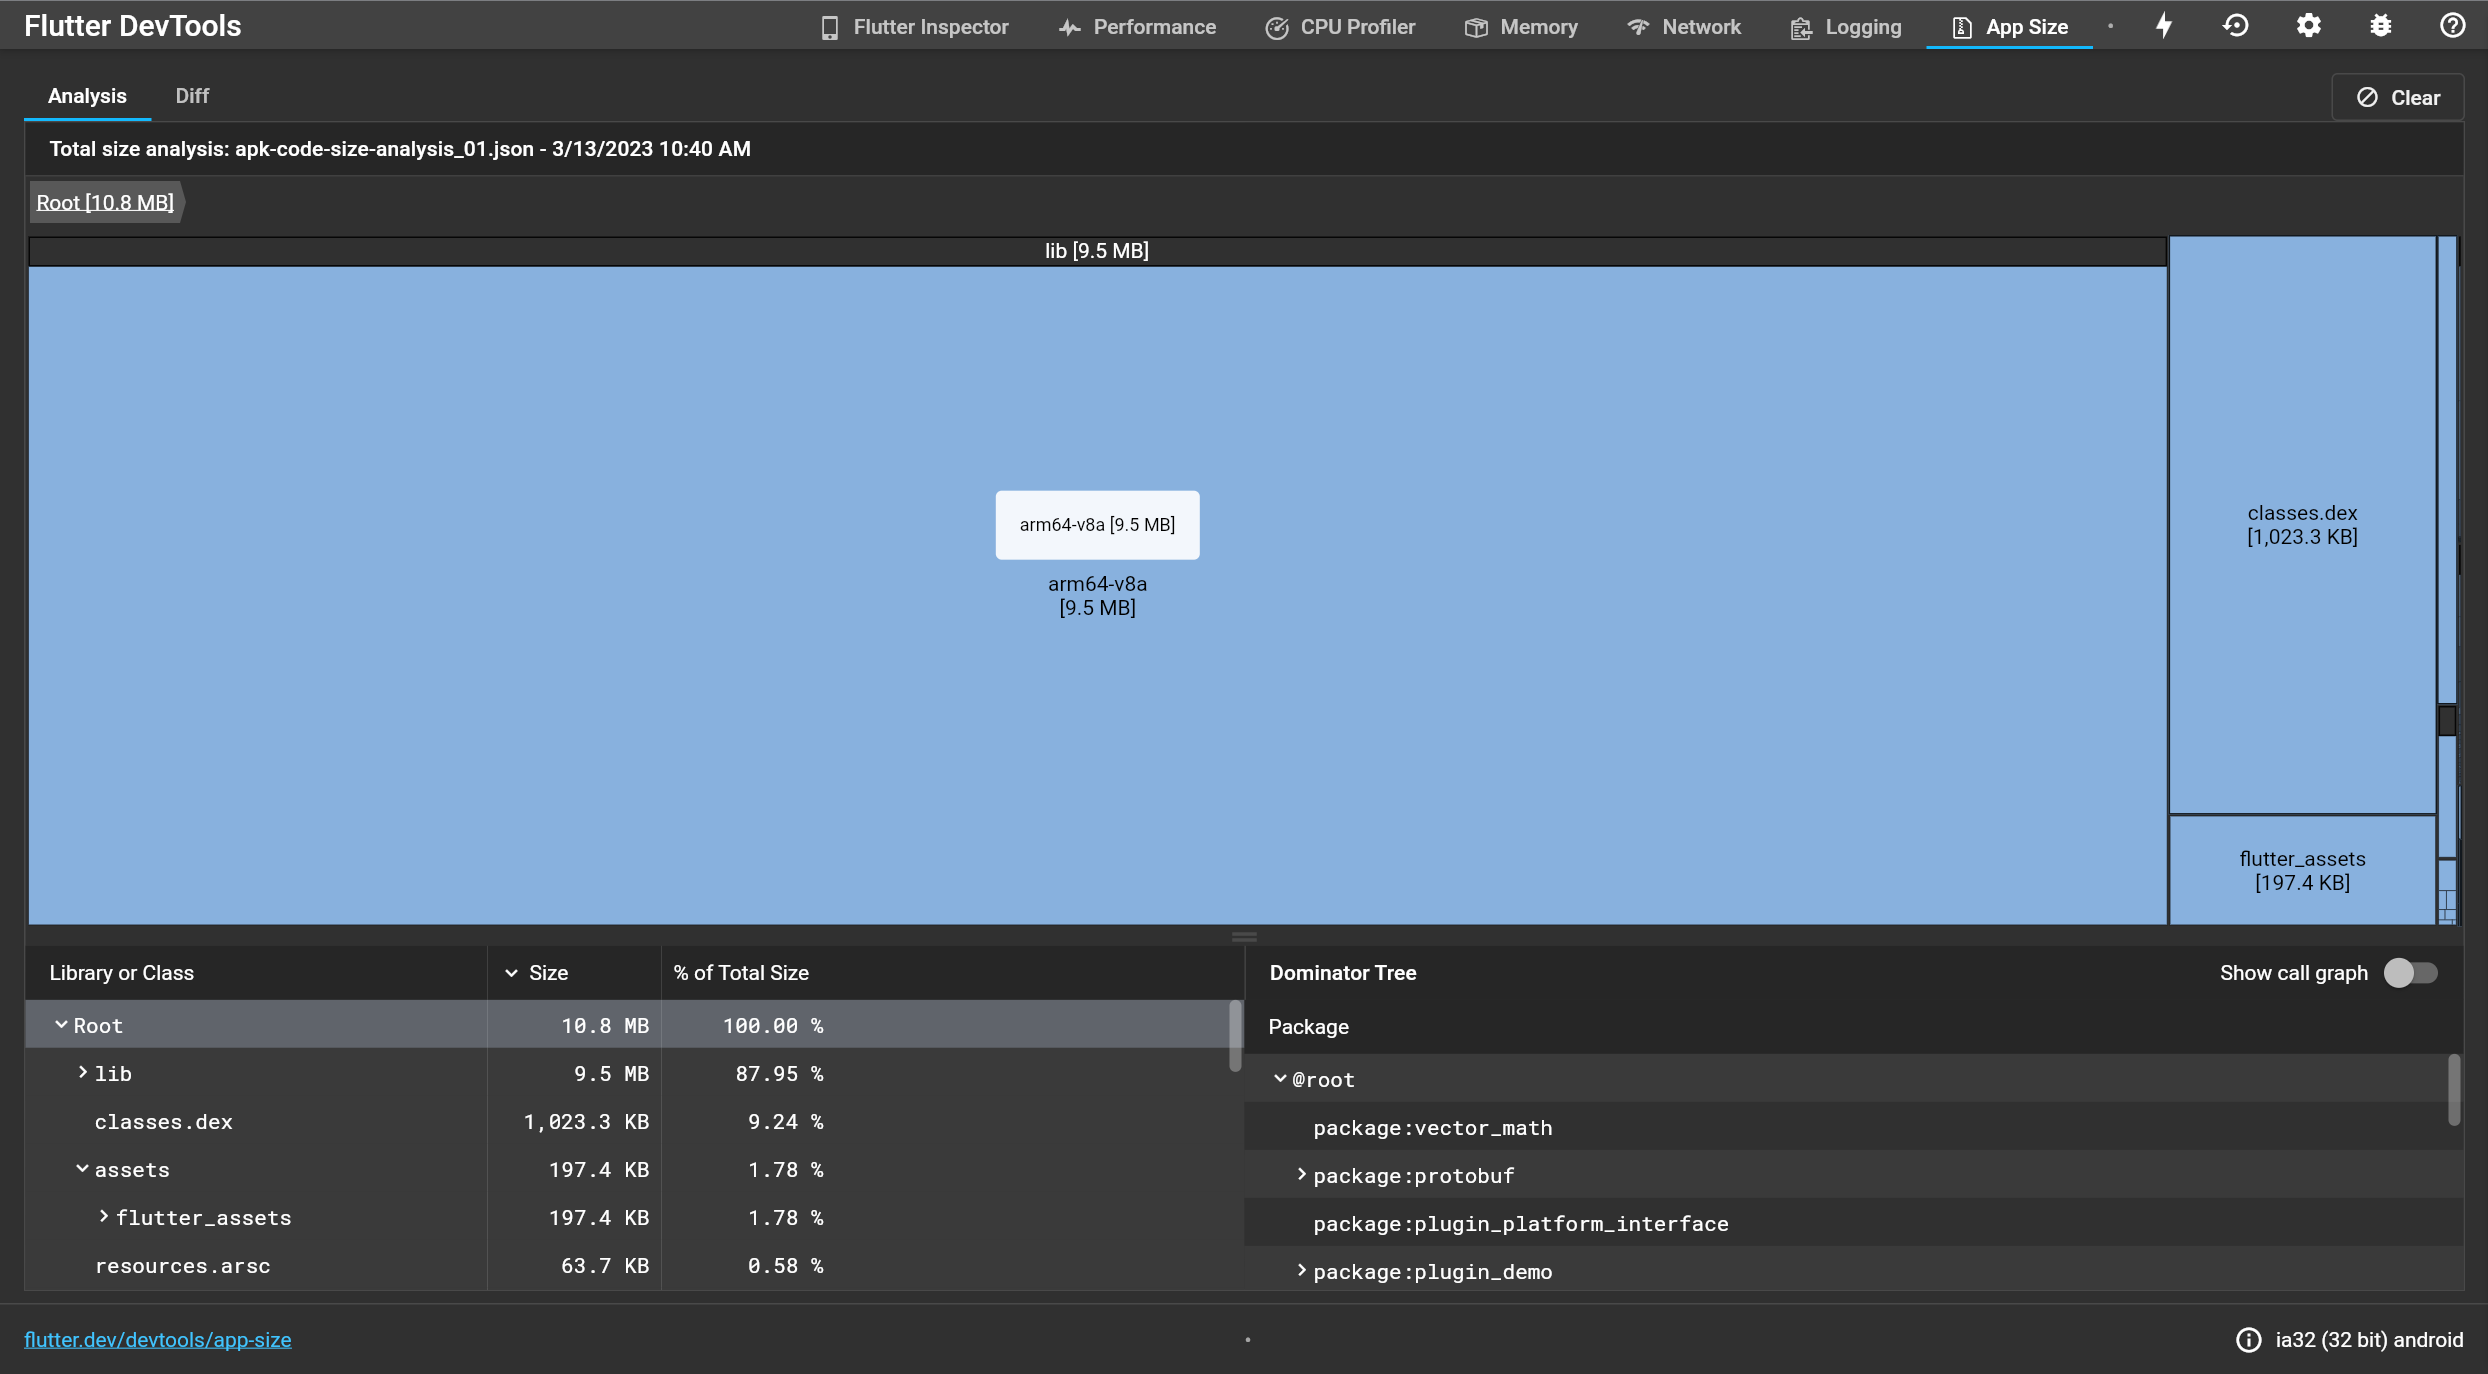 Flutter DevTools
Flutter Inspector
Performance
CPU Profiler
Memory
Network
Logging
App Size
Analysis
Diff
Clear
Total size analysis: apk-code-size-analysis_01.json - 3/13/2023 10:40 AM
Root [10.8 MB]
lib [9.5 MB]
arm64-v8a [9.5 MB]
arm64-v8a
[9.5 MB]
classes.dex
[1,023.3 KB]
flutter_assets
[197.4 KB]
Library or Class Size % of Total Size
Root 10.8 MB 100.00 %
lib 9.5 MB 87.95 %
classes.dex 1,023.3 KB 9.24 %
assets 197.4 KB 1.78 %
flutter_assets 197.4 KB 1.78 %
resources.arsc 63.7 KB 0.58 %
Dominator Tree
Show call graph
Package
@root
package:vector_math
package:protobuf
package:plugin_platform_interface
package:plugin_demo
flutter.dev/devtools/app-size
ia32 (32 bit) android